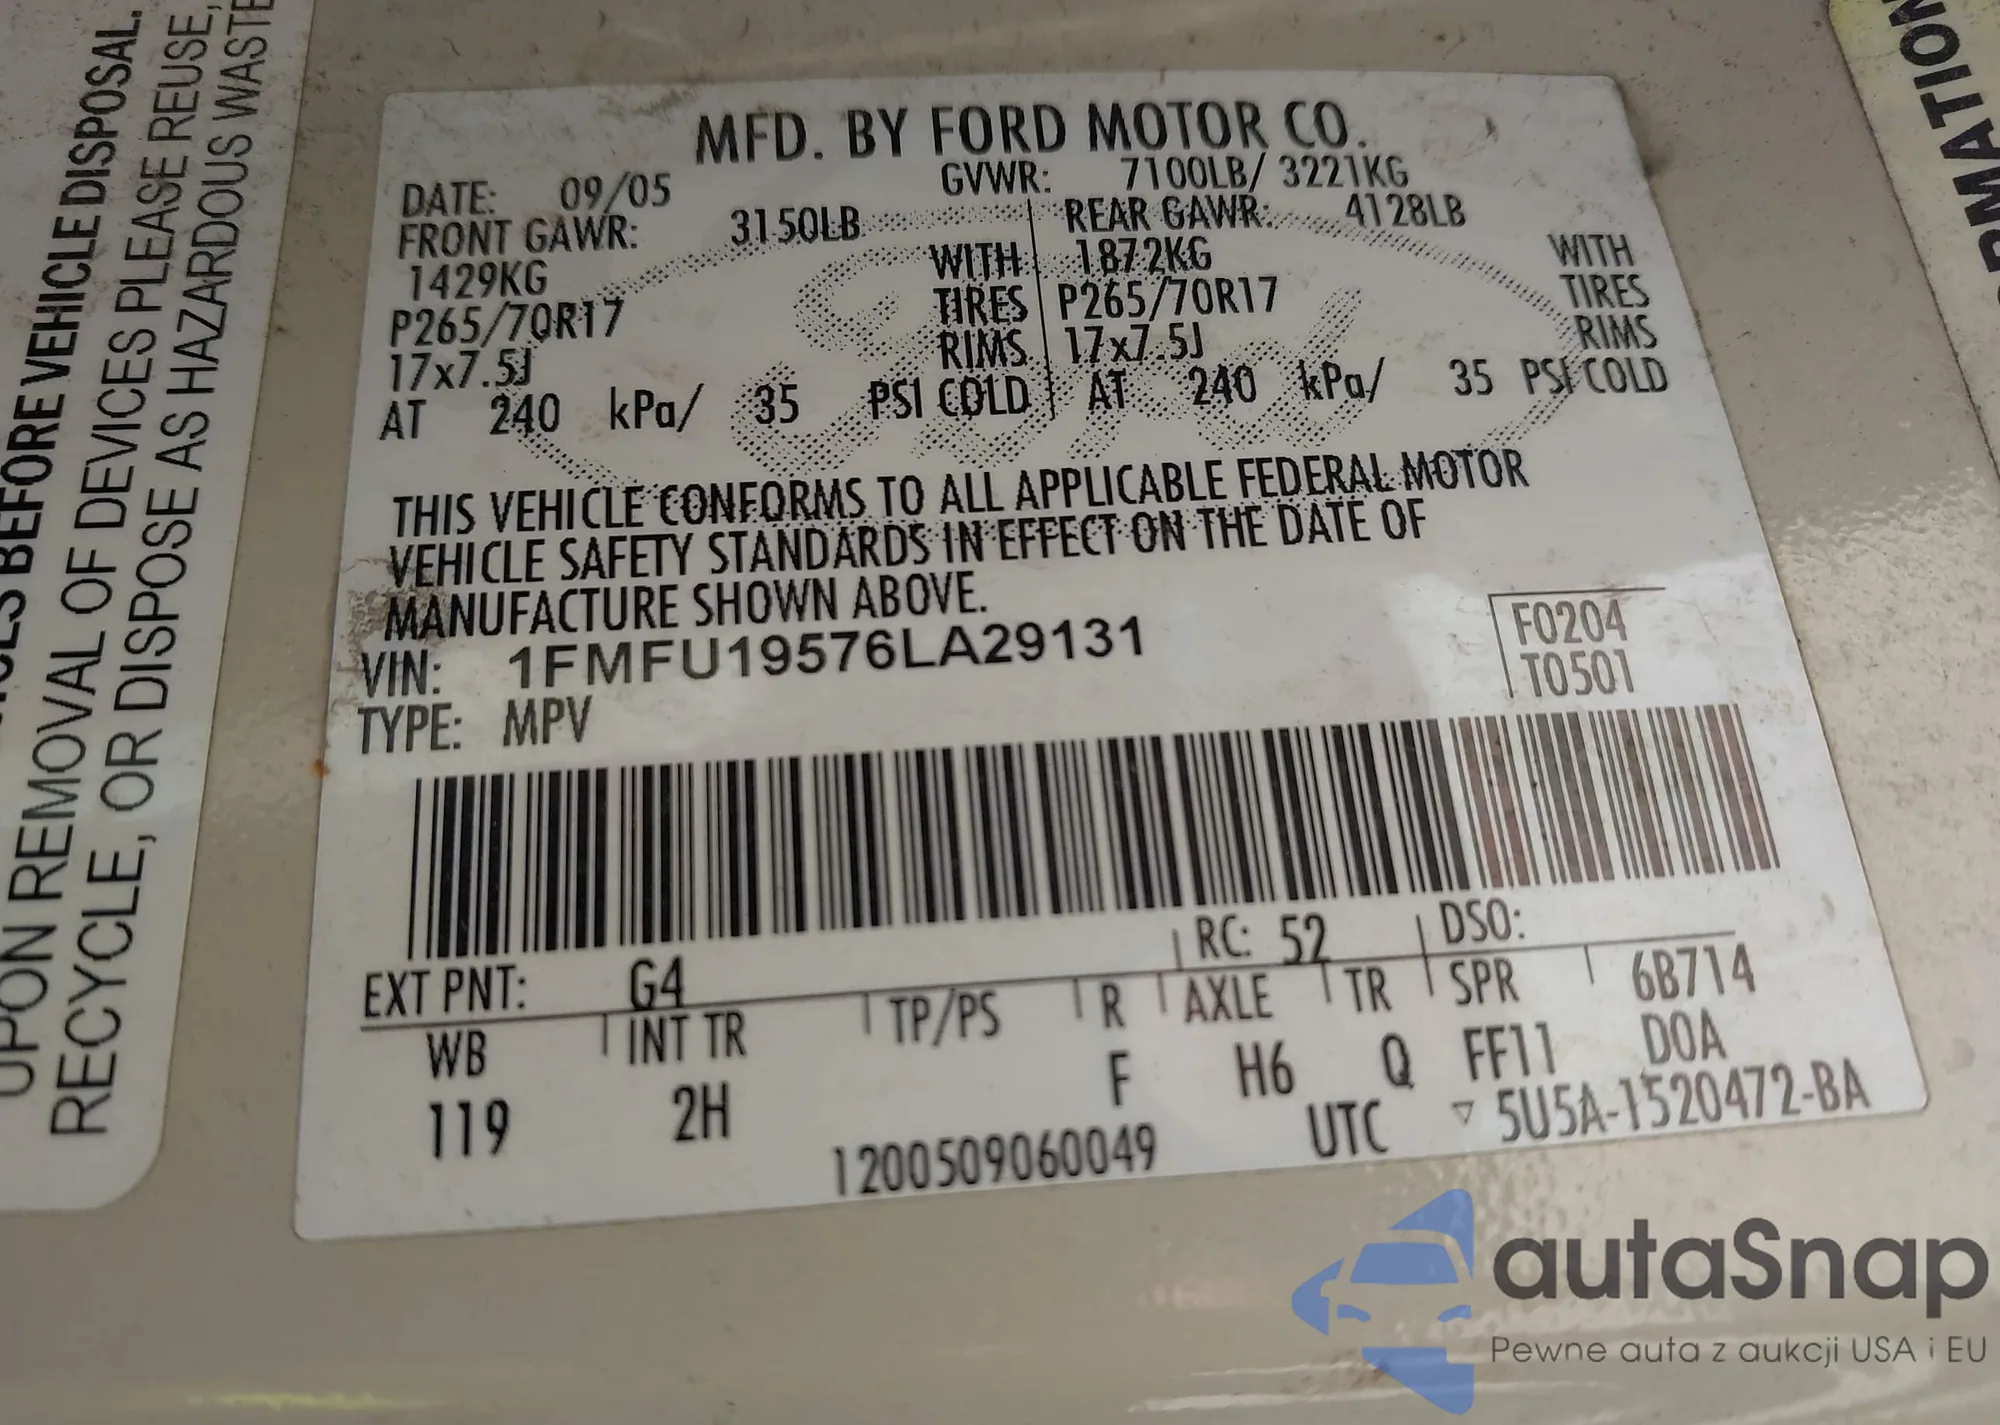 UPON REMOVAL OF DEVICES PLEASE REUSE,
RECYCLE, OR DISPOSE AS HAZARDOUS WASTE
BEFORE VEHICLE DISPOSAL.
MFD. BY FORD MOTOR CO.
DATE: 09/05 GVWR: 7100LB/ 3221KG
FRONT GAWR: 3150LB REAR GAWR: 4128LB
1429KG WITH 1872KG WITH
P265/70R17 TIRES P265/70R17 TIRES
17x7.5J RIMS 17x7.5J RIMS
AT 240 kPa/ 35 PSI COLD AT 240 kPa/ 35 PSI COLD
THIS VEHICLE CONFORMS TO ALL APPLICABLE FEDERAL MOTOR
VEHICLE SAFETY STANDARDS IN EFFECT ON THE DATE OF
MANUFACTURE SHOWN ABOVE.
VIN: 1FMFU19576LA29131 F0204
TYPE: MPV T0501
EXT PNT: G4 RC: 52 DSO:
WB INT TR TP/PS R AXLE TR SPR 6B714
119 2H F H6 Q FF11 DOA
1200509060049 UTC ▽ 5U5A-1520472-BA
autaSnap
Pewne auta z aukcji USA i EU